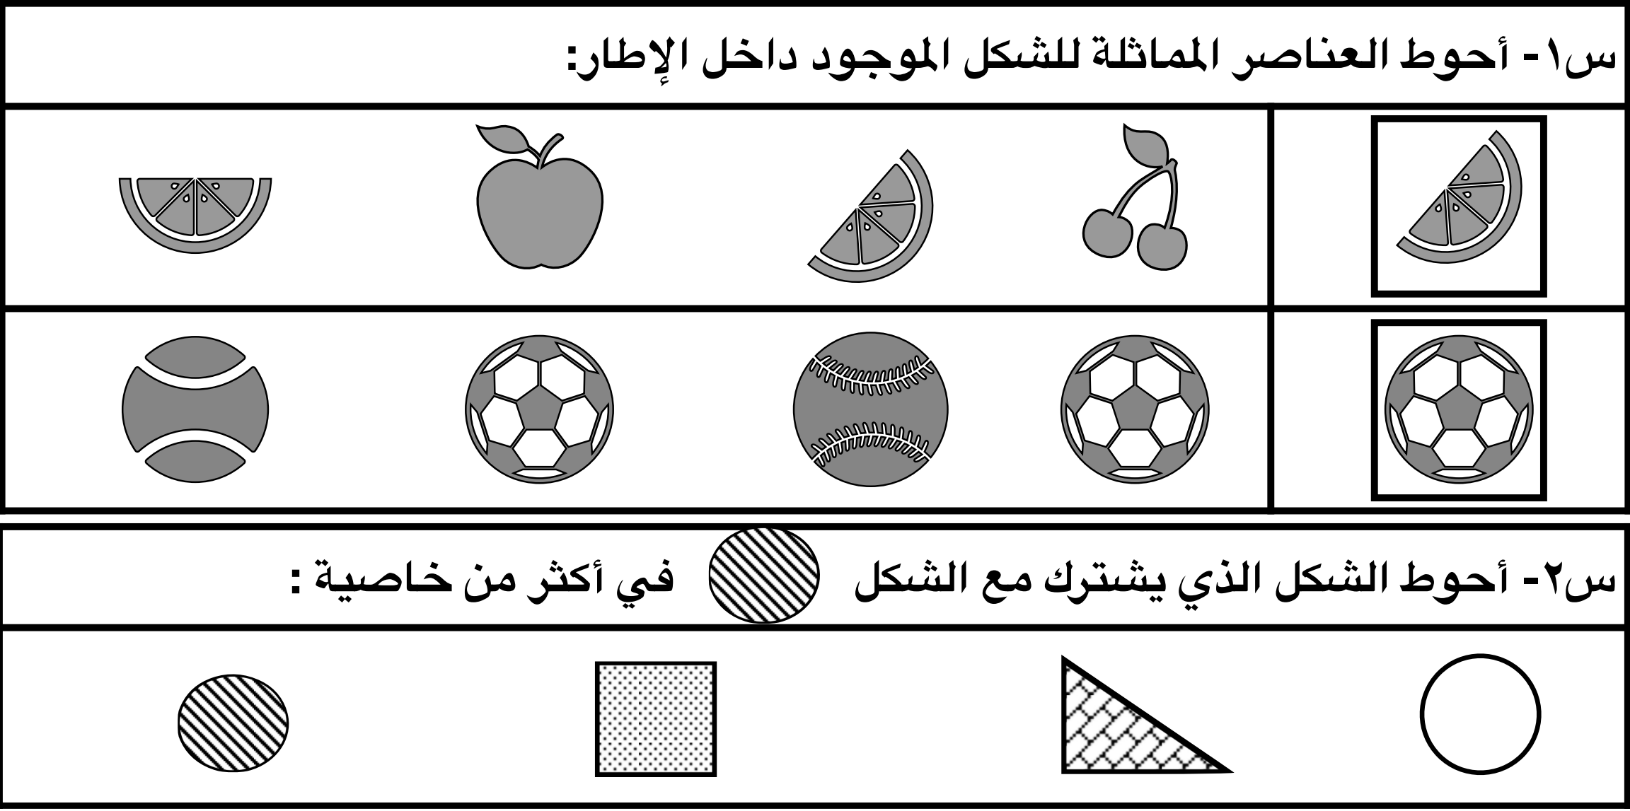 س١- أحوط العناصر المماثلة للشكل الموجود داخل الإطار:
س٢- أحوط الشكل الذي يشترك مع الشكل في أكثر من خاصية :